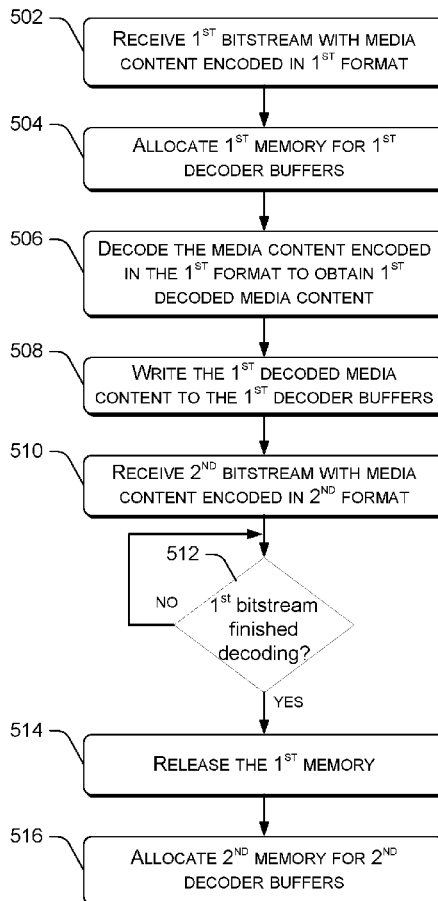 502
RECEIVE 1ST BITSTREAM WITH MEDIA
CONTENT ENCODED IN 1ST FORMAT
504
ALLOCATE 1ST MEMORY FOR 1ST
DECODER BUFFERS
506
DECODE THE MEDIA CONTENT ENCODED
IN THE 1ST FORMAT TO OBTAIN 1ST
DECODED MEDIA CONTENT
508
WRITE THE 1ST DECODED MEDIA
CONTENT TO THE 1ST DECODER BUFFERS
510
RECEIVE 2ND BITSTREAM WITH MEDIA
CONTENT ENCODED IN 2ND FORMAT
512
NO
1st bitstream
finished
decoding?
YES
514
RELEASE THE 1ST MEMORY
516
ALLOCATE 2ND MEMORY FOR 2ND
DECODER BUFFERS